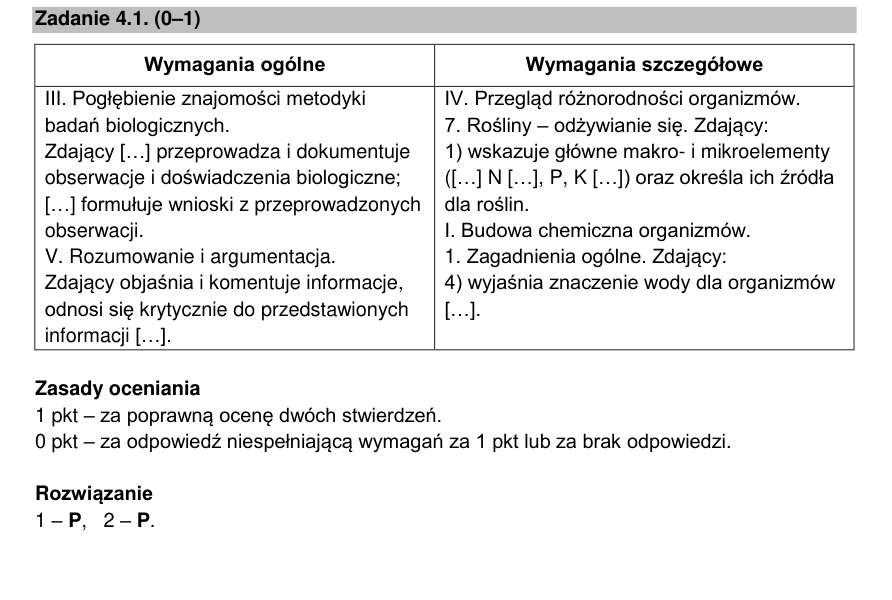 Zadanie 4.1. (0–1)
Wymagania ogólne
III. Pogłębienie znajomości metodyki
badań biologicznych.
Zdający […] przeprowadza i dokumentuje
obserwacje i doświadczenia biologiczne;
[…] formułuje wnioski z przeprowadzonych
obserwacji.
V. Rozumowanie i argumentacja.
Zdający objaśnia i komentuje informacje,
odnosi się krytycznie do przedstawionych
informacji […].
Wymagania szczegółowe
IV. Przegląd różnorodności organizmów.
7. Rośliny – odżywianie się. Zdający:
1) wskazuje główne makro- i mikroelementy
([…] N […], P, K […]) oraz określa ich źródła
dla roślin.
I. Budowa chemiczna organizmów.
1. Zagadnienia ogólne. Zdający:
4) wyjaśnia znaczenie wody dla organizmów
[…].
Zasady oceniania
1 pkt – za poprawną ocenę dwóch stwierdzeń.
0 pkt – za odpowiedź niespełniającą wymagań za 1 pkt lub za brak odpowiedzi.
Rozwiązanie
1 – P, 2 – P.